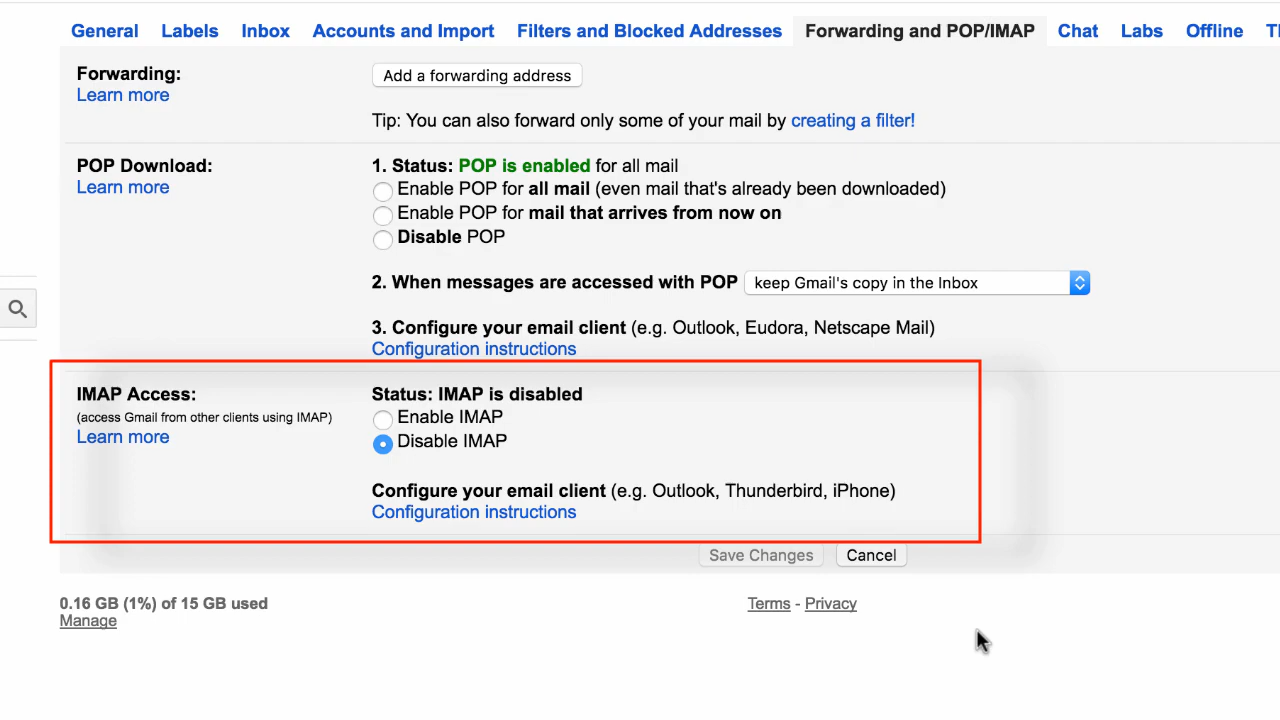 General Labels Inbox Accounts and Import Filters and Blocked Addresses Forwarding and POP/IMAP Chat Labs Offline
Forwarding:
Learn more
Add a forwarding address
Tip: You can also forward only some of your mail by creating a filter!
POP Download:
Learn more
1. Status: POP is enabled for all mail
Enable POP for all mail (even mail that's already been downloaded)
Enable POP for mail that arrives from now on
Disable POP
2. When messages are accessed with POP keep Gmail's copy in the Inbox
3. Configure your email client (e.g. Outlook, Eudora, Netscape Mail)
Configuration instructions
IMAP Access:
(access Gmail from other clients using IMAP)
Learn more
Status: IMAP is disabled
Enable IMAP
Disable IMAP
Configure your email client (e.g. Outlook, Thunderbird, iPhone)
Configuration instructions
Save Changes Cancel
0.16 GB (1%) of 15 GB used
Manage
Terms - Privacy